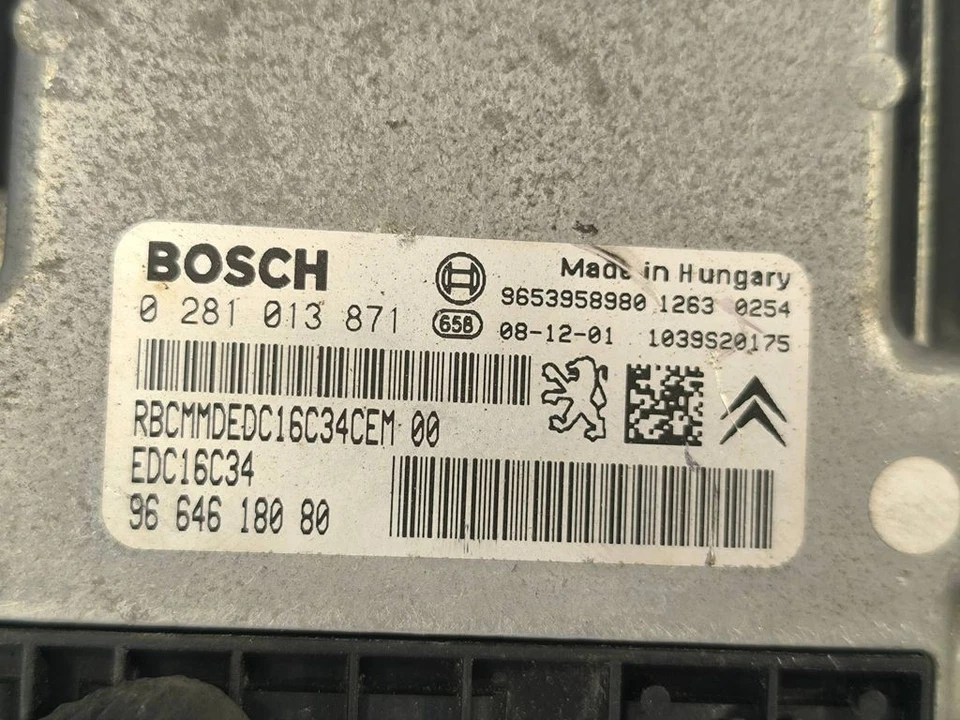 BOSCH
Made in Hungary
9653958980 1263 0254
0 281 013 871
658 08-12-01 1039S20175
RBCMMDEDC16C34CEM 00
EDC16C34
96 646 180 80